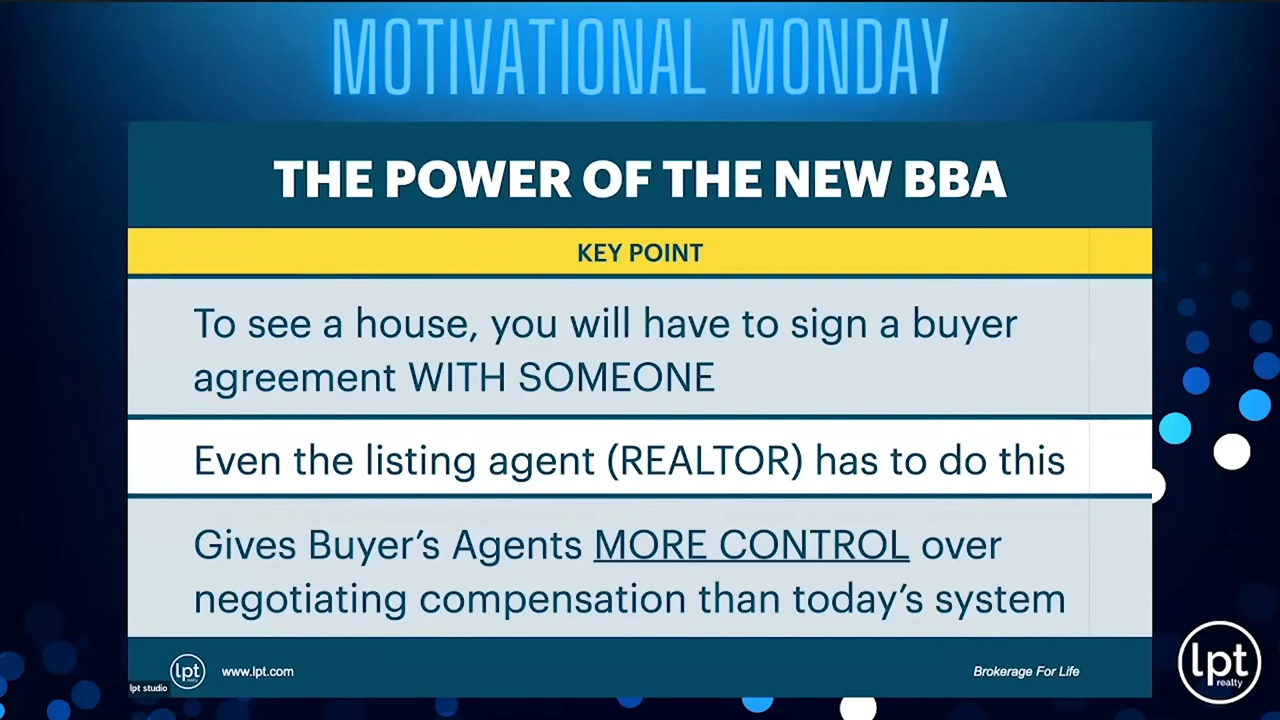 MOTIVATIONAL MONDAY
THE POWER OF THE NEW BBA
KEY POINT
To see a house, you will have to sign a buyer
agreement WITH SOMEONE
Even the listing agent (REALTOR) has to do this
Gives Buyer’s Agents MORE CONTROL over
negotiating compensation than today’s system
lpt
www.lpt.com
Brokerage For Life
lpt studio
lpt
realty